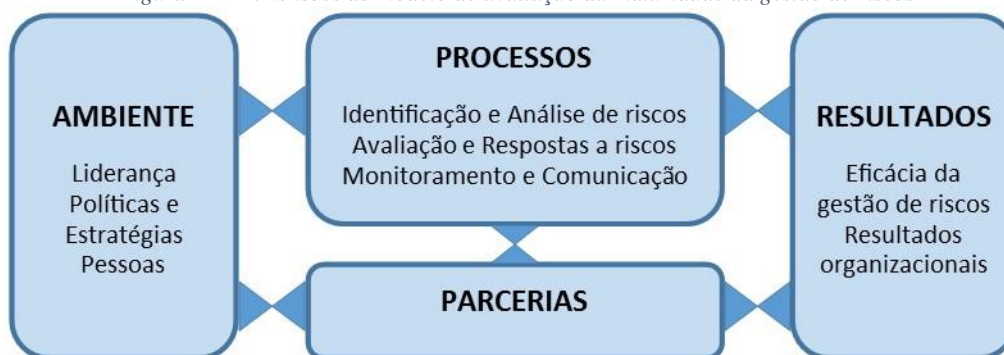 AMBIENTE
Liderança
Políticas e
Estratégias
Pessoas
PROCESSOS
Identificação e Análise de riscos
Avaliação e Respostas a riscos
Monitoramento e Comunicação
PARCERIAS
RESULTADOS
Eficácia da
gestão de riscos
Resultados
organizacionais